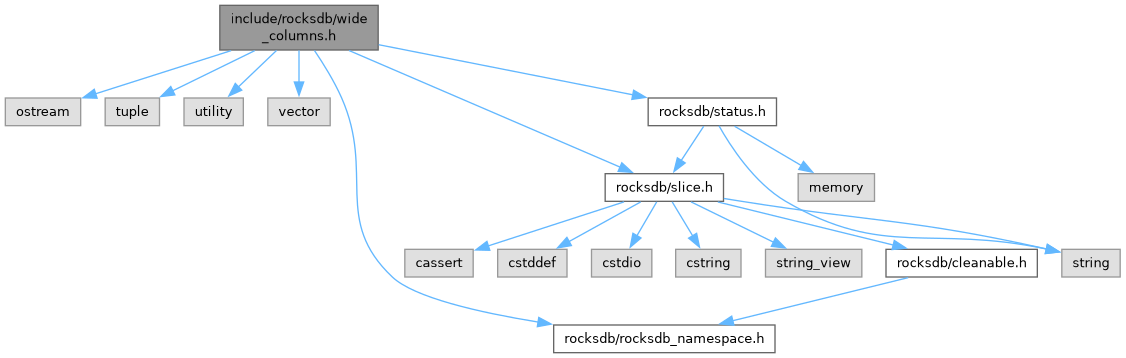 include/rocksdb/wide
_columns.h
ostream
tuple
utility
vector
rocksdb/status.h
rocksdb/slice.h
memory
cassert
cstddef
cstdio
cstring
string_view
rocksdb/cleanable.h
string
rocksdb/rocksdb_namespace.h